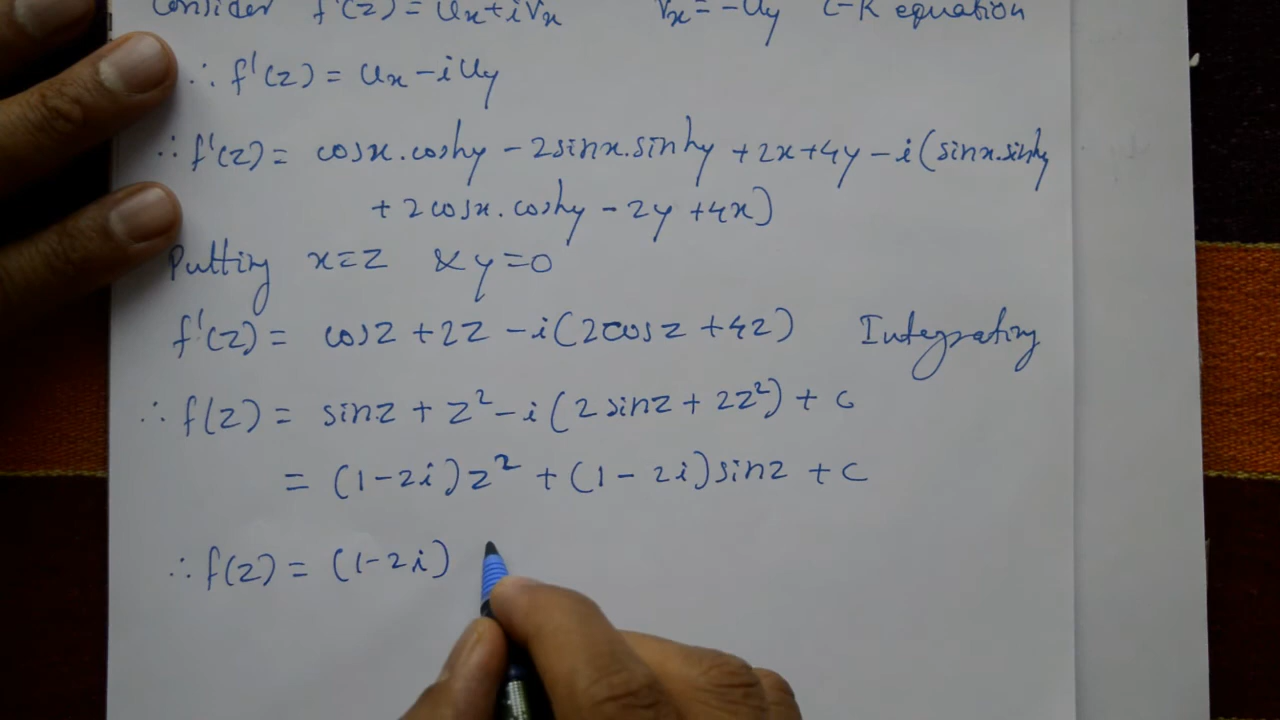 Consider f'(z) = Ux + iVx Vx = -Uy C-R equation
∴ f'(z) = Ux - iUy
∴ f'(z) = cosx.coshy - 2sinx.sinhy + 2x + 4y - i(sinx.sinhy
+ 2cosx.coshy - 2y + 4x)
Putting x = z & y = 0
f'(z) = cosz + 2z - i(2cosz + 4z) Integrating
∴ f(z) = sinz + z² - i(2sinz + 2z²) + c
= (1-2i)z² + (1-2i)sinz + c
∴ f(z) = (1-2i)